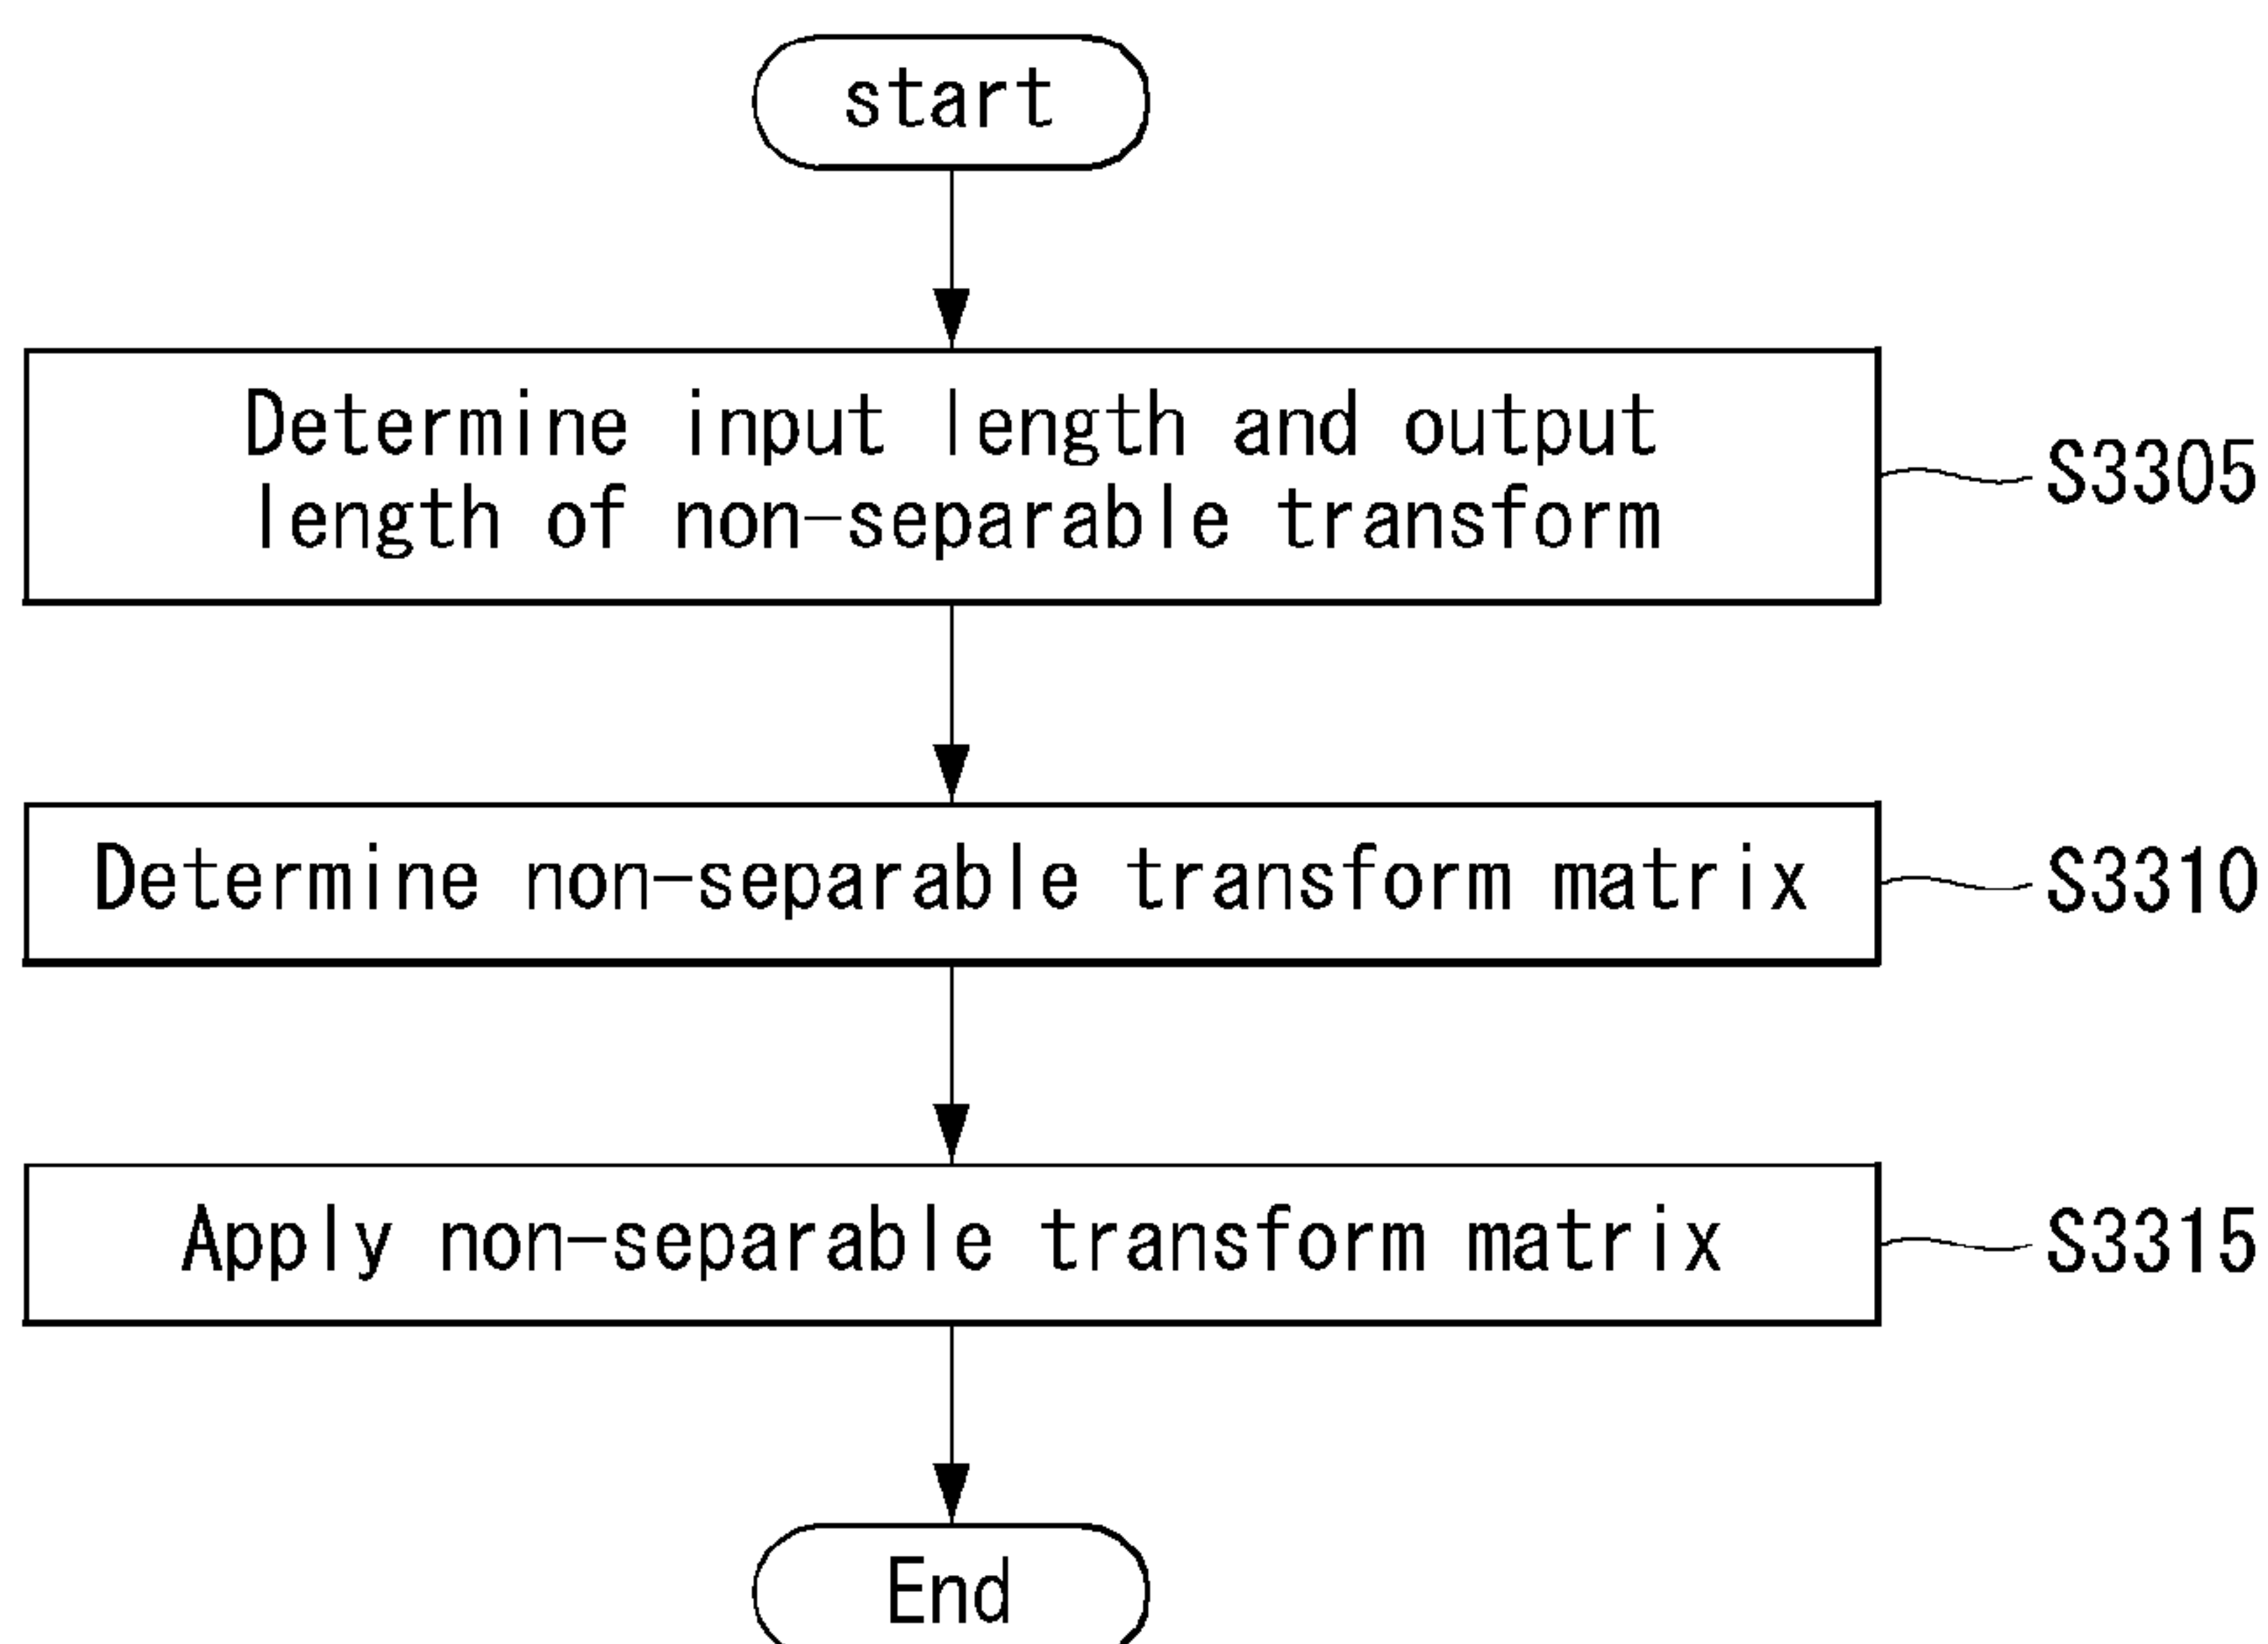 start
Determine input length and output
length of non-separable transform
S3305
Determine non-separable transform matrix
S3310
Apply non-separable transform matrix
S3315
End